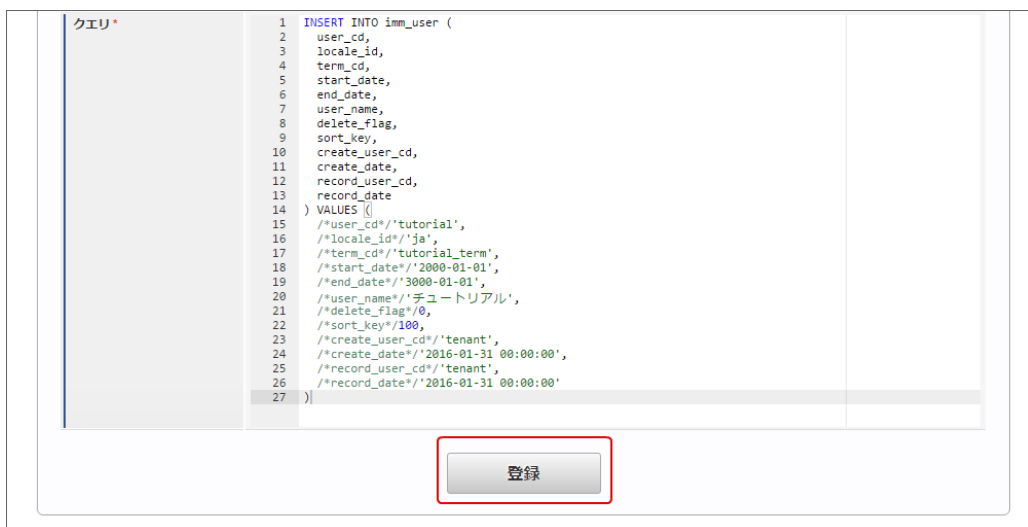 クエリ*
1 INSERT INTO imm_user (
2 user_cd,
3 locale_id,
4 term_cd,
5 start_date,
6 end_date,
7 user_name,
8 delete_flag,
9 sort_key,
10 create_user_cd,
11 create_date,
12 record_user_cd,
13 record_date
14 ) VALUES (
15 /*user_cd*/'tutorial',
16 /*locale_id*/'ja',
17 /*term_cd*/'tutorial_term',
18 /*start_date*/'2000-01-01',
19 /*end_date*/'3000-01-01',
20 /*user_name*/'チュートリアル',
21 /*delete_flag*/0,
22 /*sort_key*/100,
23 /*create_user_cd*/'tenant',
24 /*create_date*/'2016-01-31 00:00:00',
25 /*record_user_cd*/'tenant',
26 /*record_date*/'2016-01-31 00:00:00'
27 )
登録